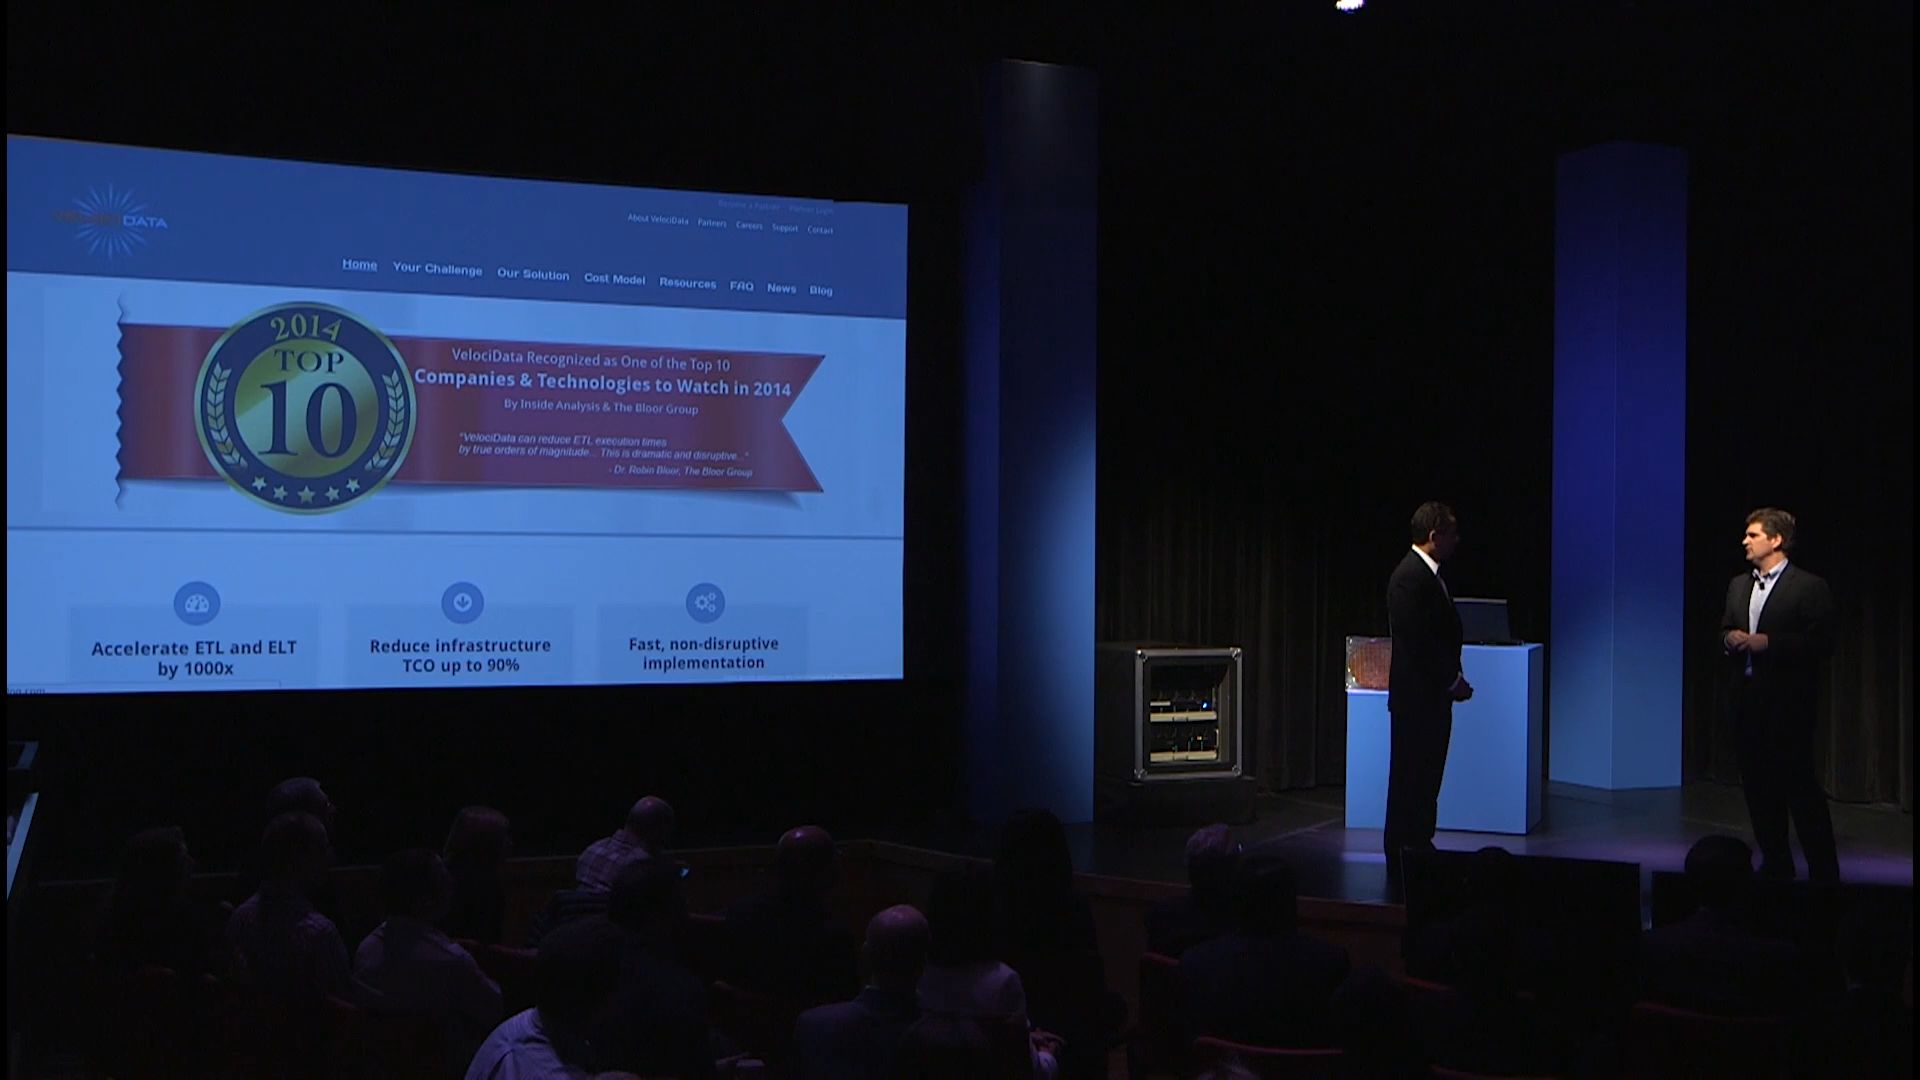 DATA
Become a Partner Partner Login
About VelociData Partners Careers Support Contact
Home Your Challenge Our Solution Cost Model Resources FAQ News Blog
2014
TOP
10
VelociData Recognized as One of the Top 10
Companies & Technologies to Watch in 2014
By Inside Analysis & The Bloor Group
"VelociData can reduce ETL execution times
by true orders of magnitude... This is dramatic and disruptive..."
- Dr. Robin Bloor, The Bloor Group
Accelerate ETL and ELT
by 1000x
Reduce infrastructure
TCO up to 90%
Fast, non-disruptive
implementation